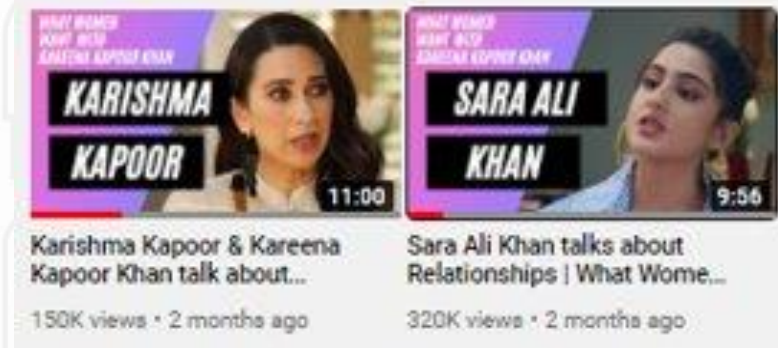 WHAT WOMEN
WANT WITH
KAREENA KAPOOR KHAN
KARISHMA
KAPOOR
11:00
Karishma Kapoor & Kareena
Kapoor Khan talk about...
150K views • 2 months ago
WHAT WOMEN
WANT WITH
KAREENA KAPOOR KHAN
SARA ALI
KHAN
9:56
Sara Ali Khan talks about
Relationships | What Wome...
320K views • 2 months ago